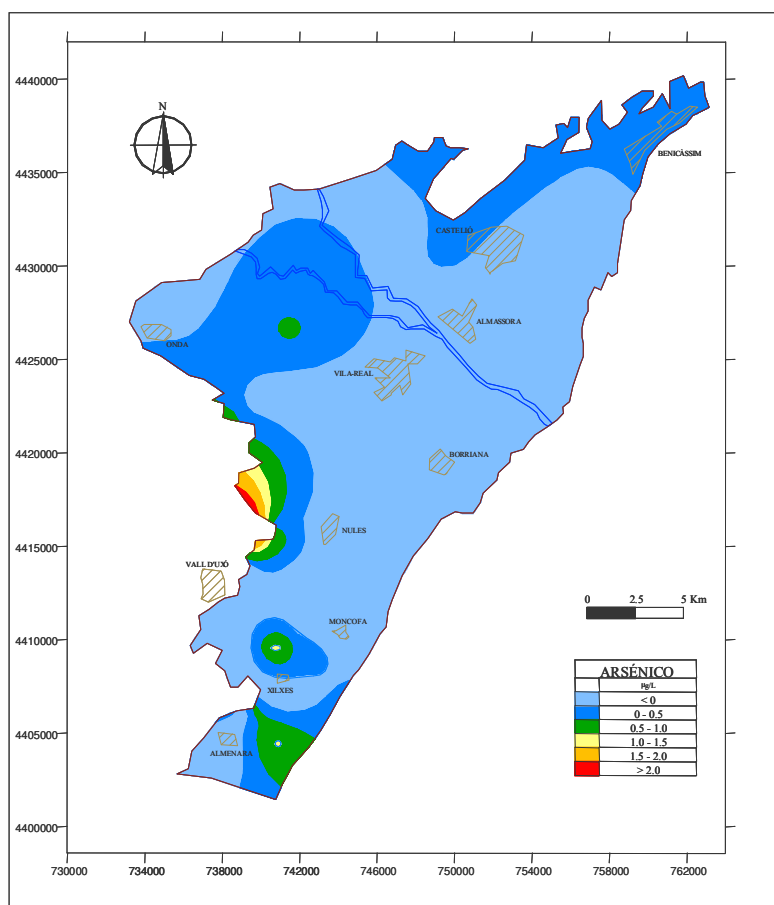 4440000
4435000
4430000
4425000
4420000
4415000
4410000
4405000
4400000
N
BENICÀSSIM
CASTELIÓ
ALMASSORA
ONDA
VILA-REAL
BORRIANA
NULES
VALL D'UXÓ
MONCOFA
XILXES
ALMENARA
0 2.5 5 Km
ARSÉNICO
µg/L
< 0
0 - 0.5
0.5 - 1.0
1.0 - 1.5
1.5 - 2.0
> 2.0
730000 734000 738000 742000 746000 750000 754000 758000 762000